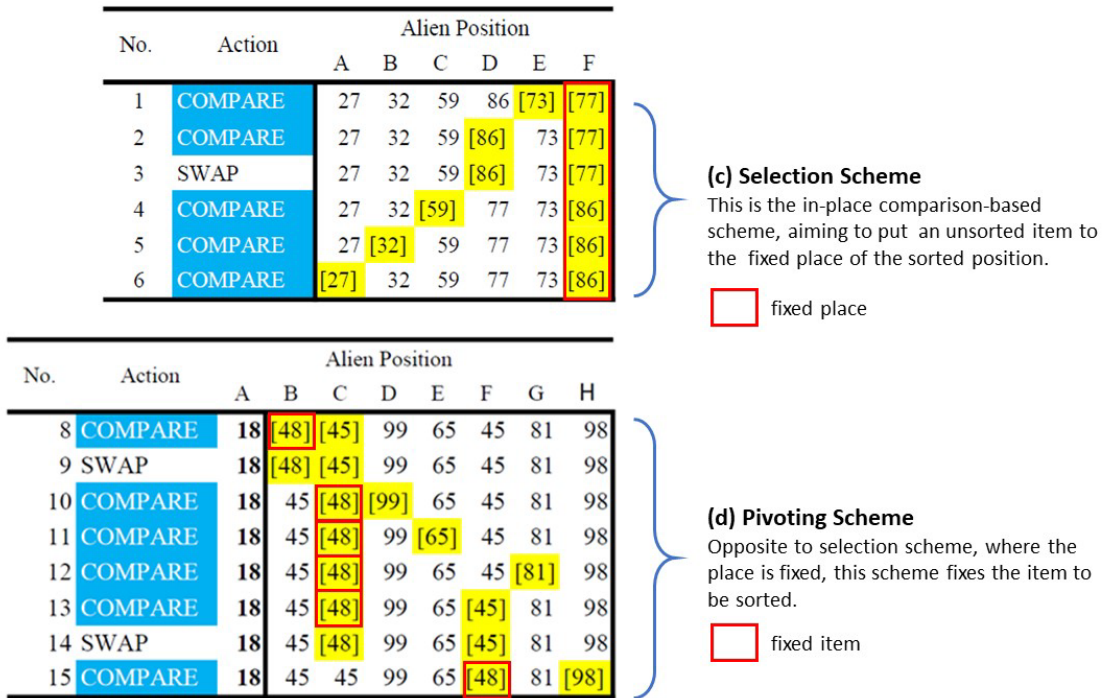 No. Action Alien Position
A B C D E F
1 COMPARE 27 32 59 86 [73] [77]
2 COMPARE 27 32 59 [86] 73 [77]
3 SWAP 27 32 59 [86] 73 [77]
4 COMPARE 27 32 [59] 77 73 [86]
5 COMPARE 27 [32] 59 77 73 [86]
6 COMPARE [27] 32 59 77 73 [86]
(c) Selection Scheme
This is the in-place comparison-based
scheme, aiming to put an unsorted item to
the fixed place of the sorted position.
fixed place
No. Action Alien Position
A B C D E F G H
8 COMPARE 18 [48] [45] 99 65 45 81 98
9 SWAP 18 [48] [45] 99 65 45 81 98
10 COMPARE 18 45 [48] [99] 65 45 81 98
11 COMPARE 18 45 [48] 99 [65] 45 81 98
12 COMPARE 18 45 [48] 99 65 45 [81] 98
13 COMPARE 18 45 [48] 99 65 [45] 81 98
14 SWAP 18 45 [48] 99 65 [45] 81 98
15 COMPARE 18 45 45 99 65 [48] 81 [98]
(d) Pivoting Scheme
Opposite to selection scheme, where the
place is fixed, this scheme fixes the item to
be sorted.
fixed item